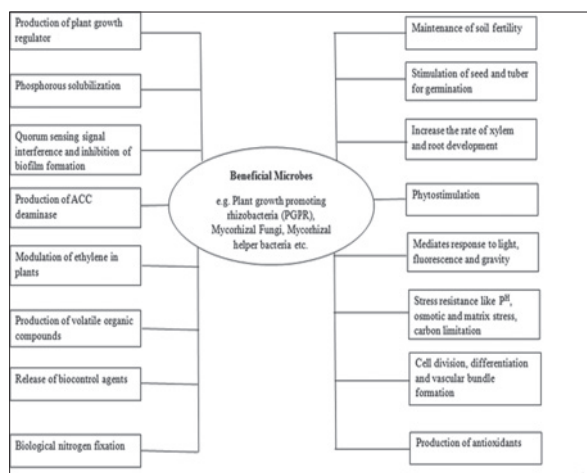 Production of plant growth
regulator
Phosphorous solubilization
Quorum sensing signal
interference and inhibition of
biofilm formation
Production of ACC
deaminase
Modulation of ethylene in
plants
Production of volatile organic
compounds
Release of biocontrol agents
Biological nitrogen fixation
Beneficial Microbes
e.g. Plant growth promoting
rhizobacteria (PGPR),
Mycorhizal Fungi, Mycorhizal
helper bacteria etc.
Maintenance of soil fertility
Stimulation of seed and tuber
for germination
Increase the rate of xylem
and root development
Phytostimulation
Mediates response to light,
fluorescence and gravity
Stress resistance like Pᴴ,
osmotic and matrix stress,
carbon limitation
Cell division, differentiation
and vascular bundle
formation
Production of antioxidants